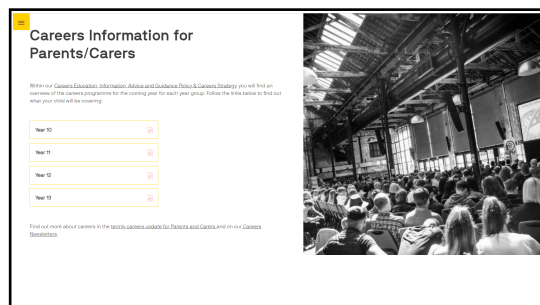 Careers Information for
Parents/Carers
Within our Careers Education, Information, Advice and Guidance Policy & Careers Strategy you will find an
overview of the careers programme for the coming year for each year group. Follow the links below to find out
what your child will be covering:
Year 10
Year 11
Year 12
Year 13
Find out more about careers in the termly careers update for Parents and Carers and on our Careers
Newsletters